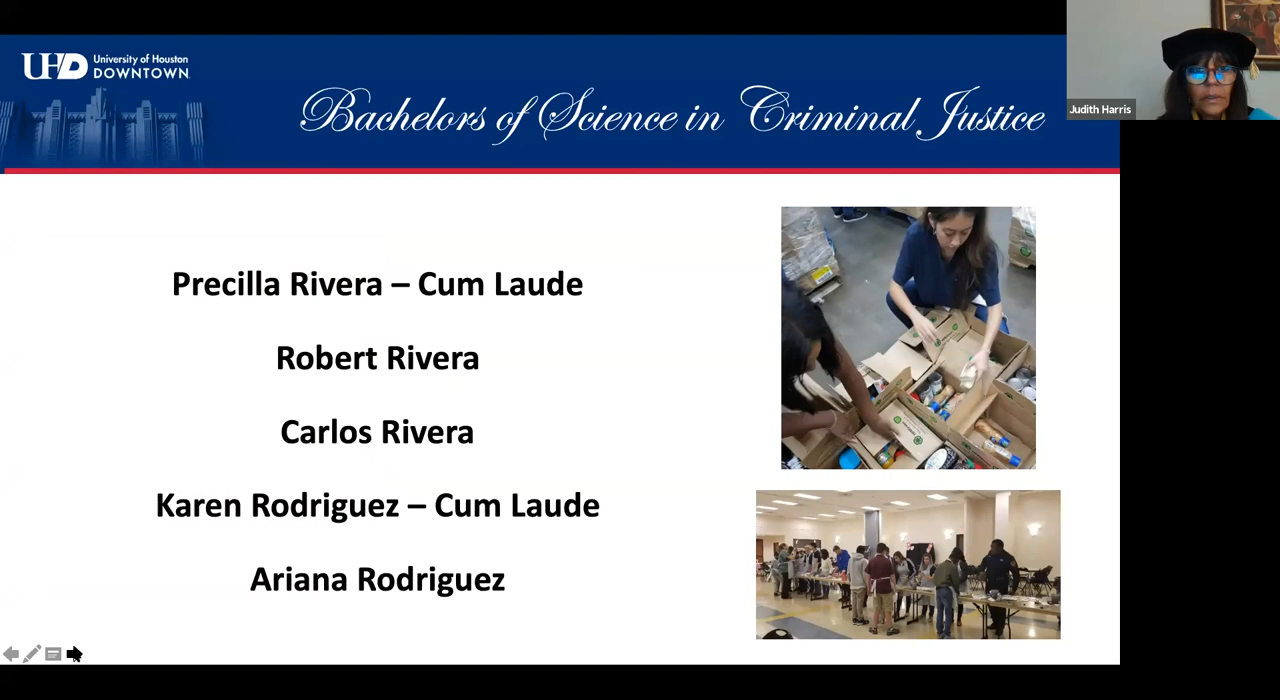 UHD University of Houston
DOWNTOWN
Bachelors of Science in Criminal Justice
Judith Harris
Precilla Rivera – Cum Laude
Robert Rivera
Carlos Rivera
Karen Rodriguez – Cum Laude
Ariana Rodriguez